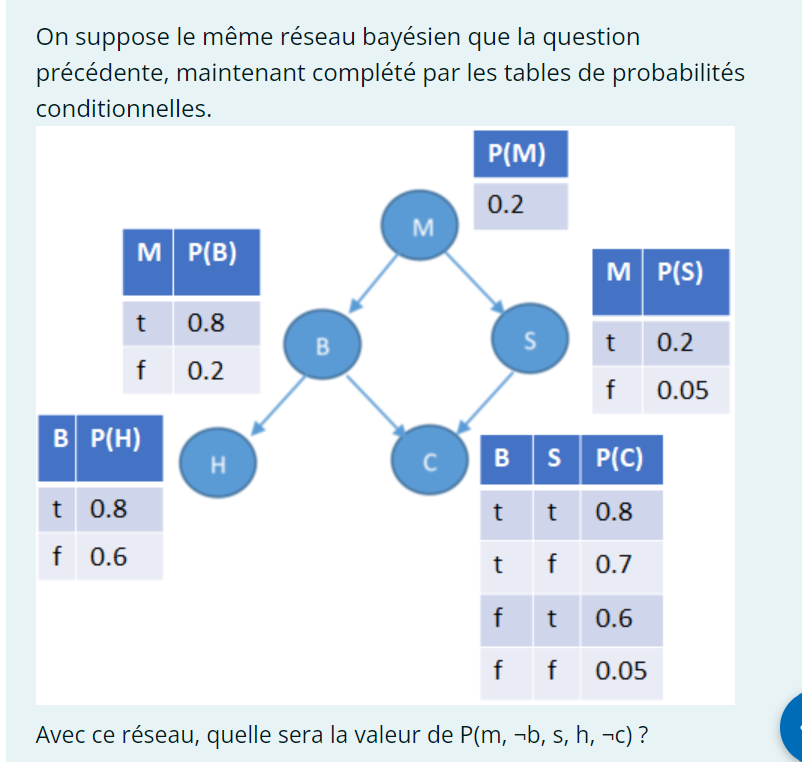 On suppose le même réseau bayésien que la question
précédente, maintenant complété par les tables de probabilités
conditionnelles.
P(M)
0.2
M
M P(B)
t 0.8
f 0.2
M P(S)
t 0.2
f 0.05
B
S
B P(H)
t 0.8
f 0.6
H
C
B S P(C)
t t 0.8
t f 0.7
f t 0.6
f f 0.05
Avec ce réseau, quelle sera la valeur de P(m, ¬b, s, h, ¬c) ?